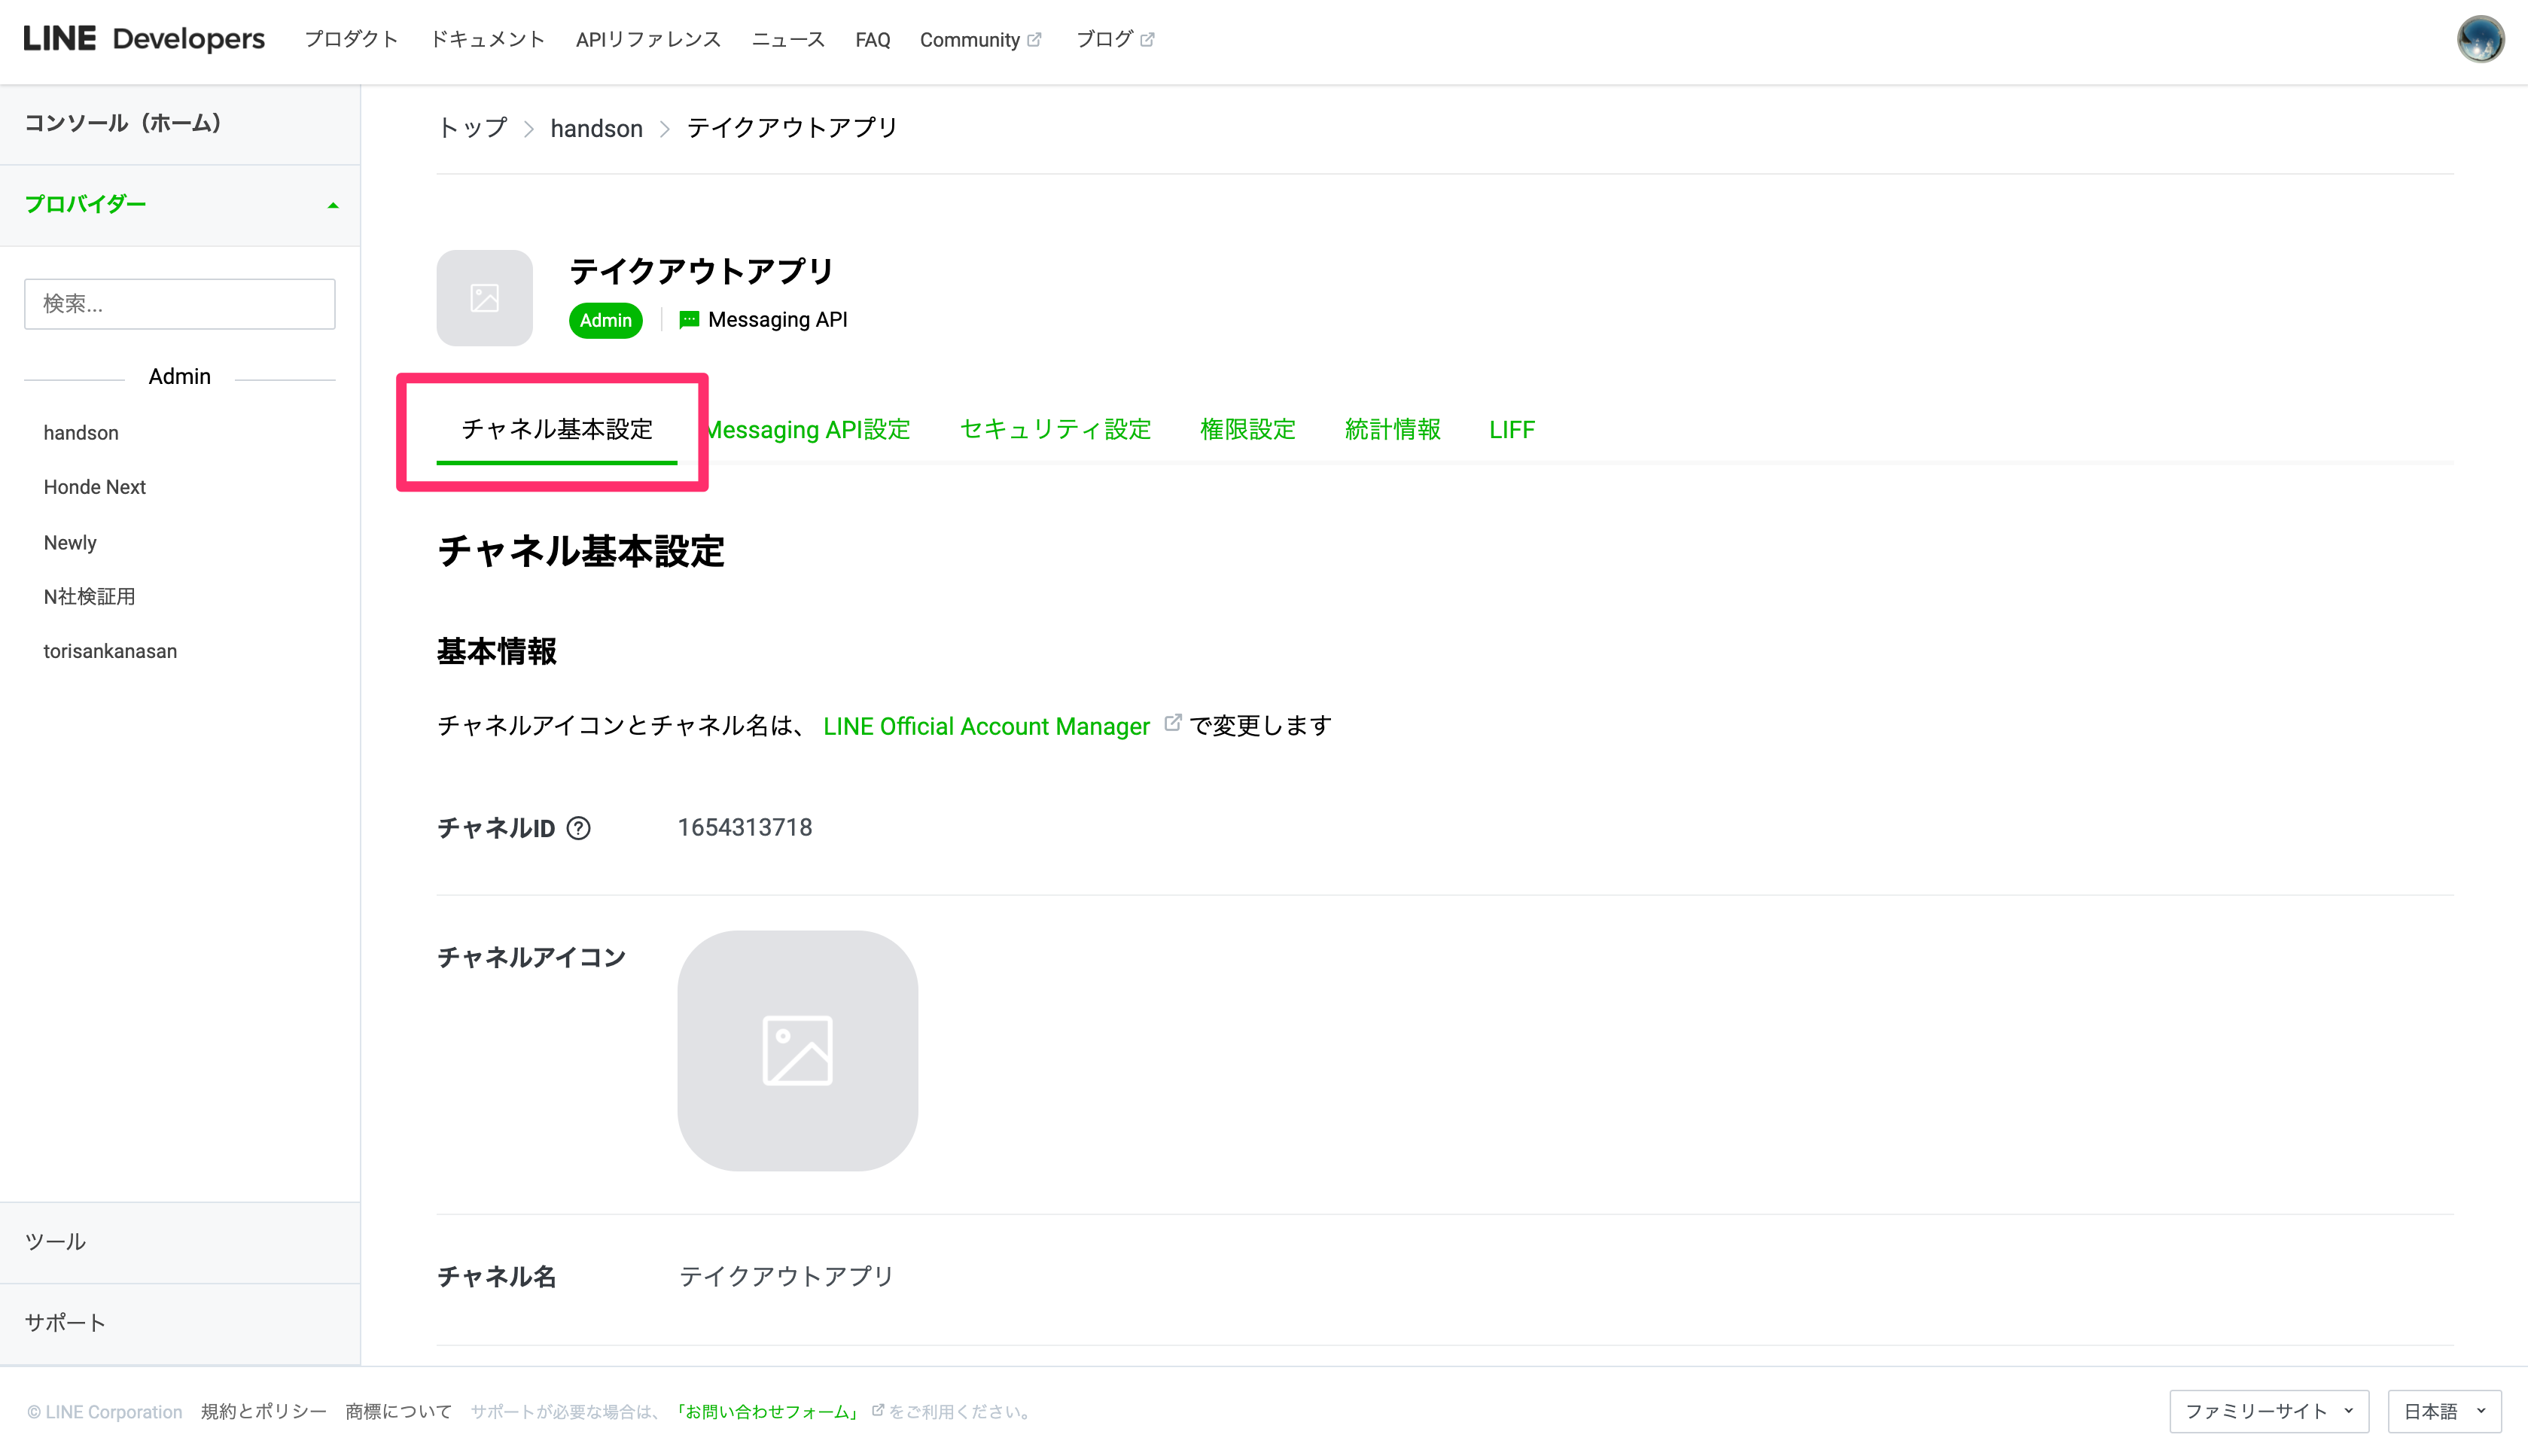 LINE Developers プロダクト ドキュメント APIリファレンス ニュース FAQ Community ブログ
コンソール（ホーム）
プロバイダー
検索...
Admin
handson
Honde Next
Newly
N社検証用
torisankanasan
ツール
サポート
トップ > handson > テイクアウトアプリ
テイクアウトアプリ
Admin Messaging API
チャネル基本設定 Messaging API設定 セキュリティ設定 権限設定 統計情報 LIFF
チャネル基本設定
基本情報
チャネルアイコンとチャネル名は、 LINE Official Account Manager で変更します
チャネルID ? 1654313718
チャネルアイコン
チャネル名 テイクアウトアプリ
© LINE Corporation 規約とポリシー 商標について サポートが必要な場合は、「お問い合わせフォーム」 をご利用ください。 ファミリーサイト 日本語